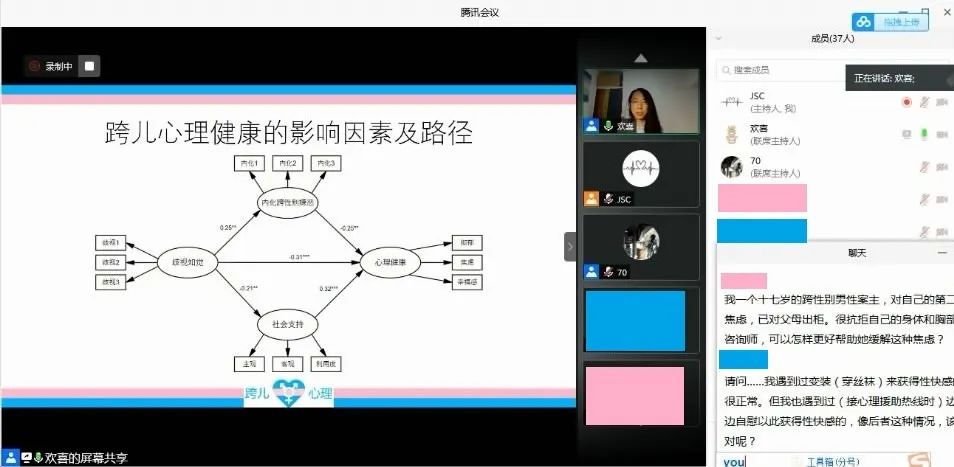 腾讯会议
拖拽上传
成员(37人)
录制中
搜索成员
正在讲话: 欢喜;
跨儿心理健康的影响因素及路径
内化1
内化2
内化3
内化跨性别嫌恶
0.25**
-0.25**
歧视1
歧视2
歧视3
歧视知觉
-0.31***
心理健康
抑郁
焦虑
幸福感
-0.21**
0.32***
社会支持
主观
客观
利用度
跨儿
心理
欢喜的屏幕共享
欢喜
JSC
70
JSC
(主持人, 我)
欢喜
(联席主持人)
70
(联席主持人)
聊天
我一个十七岁的跨性别男性案主，对自己的第二
焦虑，已对父母出柜。很抗拒自己的身体和胸部
咨询师，可以怎样更好帮助她缓解这种焦虑？
请问......我遇到过变装（穿丝袜）来获得性快感的
很正常。但我也遇到过（接心理援助热线时）边
边自慰以此获得性快感的，像后者这种情况，该
对呢？
you
工具箱(分号)